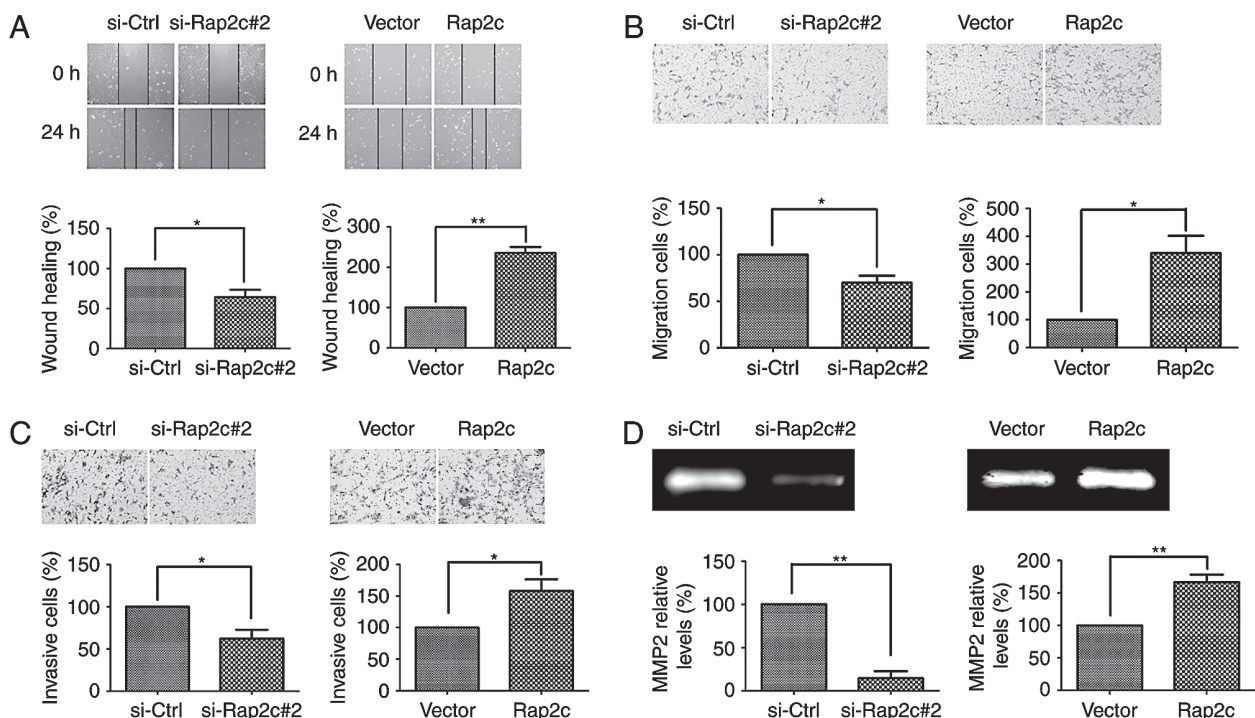 A
si-Ctrl si-Rap2c#2
Vector Rap2c
0 h
0 h
24 h
24 h
Wound healing (%)
150
100
50
0
*
si-Ctrl si-Rap2c#2
Wound healing (%)
300
200
100
0
**
Vector Rap2c
B
si-Ctrl si-Rap2c#2
Vector Rap2c
Migration cells (%)
150
100
50
0
*
si-Ctrl si-Rap2c#2
Migration cells (%)
500
400
300
200
100
0
*
Vector Rap2c
C
si-Ctrl si-Rap2c#2
Vector Rap2c
Invasive cells (%)
150
100
50
0
*
si-Ctrl si-Rap2c#2
Invasive cells (%)
200
150
100
50
0
*
Vector Rap2c
D
si-Ctrl si-Rap2c#2
Vector Rap2c
MMP2 relative
levels (%)
150
100
50
0
**
si-Ctrl si-Rap2c#2
MMP2 relative
levels (%)
200
150
100
50
0
**
Vector Rap2c